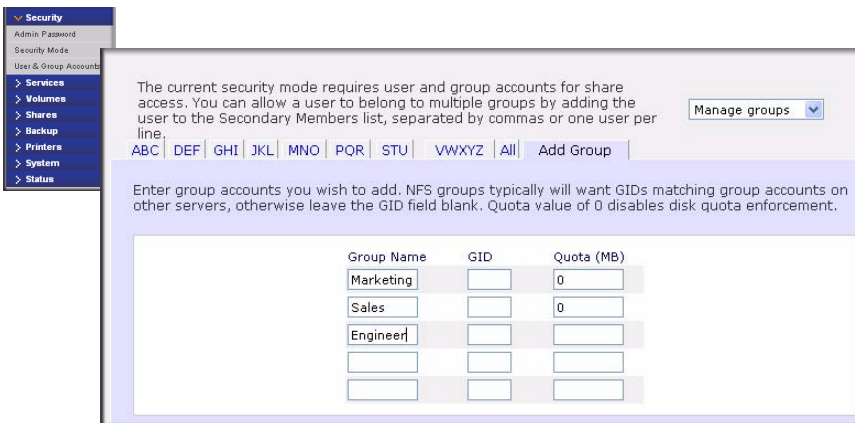 Security
Admin Password
Security Mode
User & Group Accounts
> Services
> Volumes
> Shares
> Backup
> Printers
> System
> Status
The current security mode requires user and group accounts for share
access. You can allow a user to belong to multiple groups by adding the
user to the Secondary Members list, separated by commas or one user per
line.
Manage groups
ABC DEF GHI JKL MNO PQR STU VWXYZ All Add Group
Enter group accounts you wish to add. NFS groups typically will want GIDs matching group accounts on
other servers, otherwise leave the GID field blank. Quota value of 0 disables disk quota enforcement.
Group Name GID Quota (MB)
Marketing 0
Sales 0
Engineer